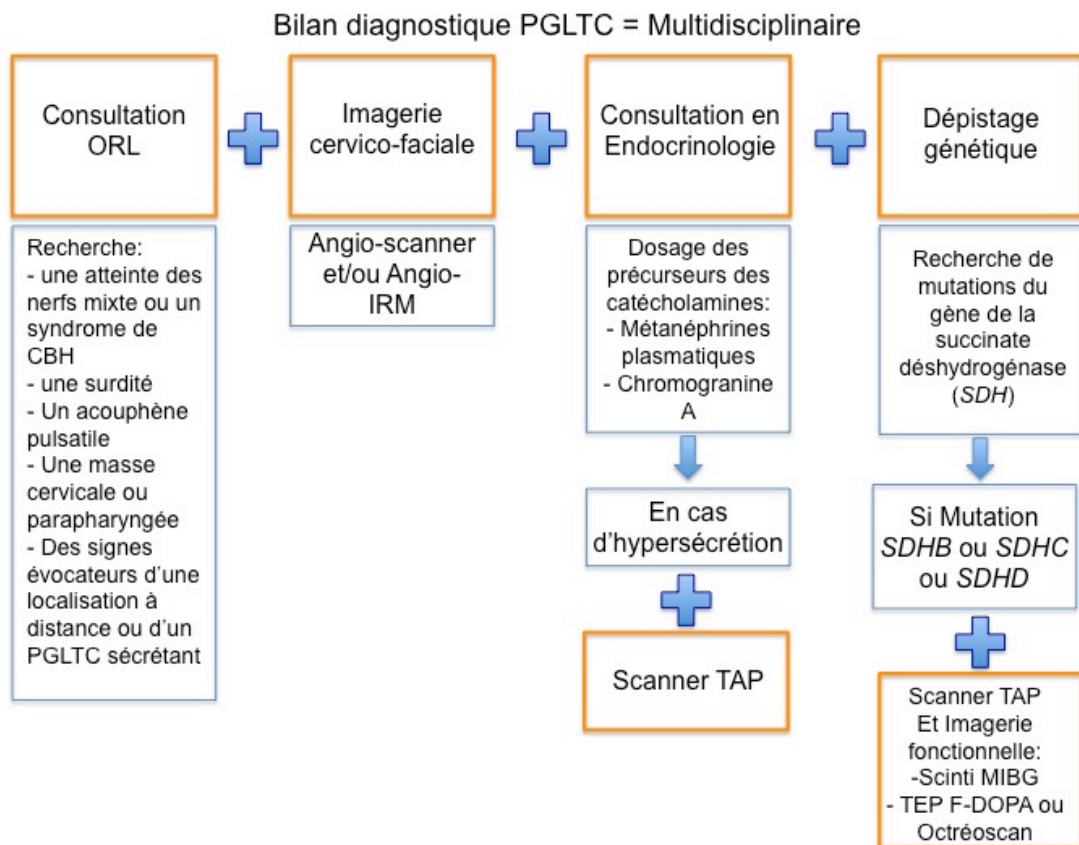 Bilan diagnostique PGLTC = Multidisciplinaire
Consultation
ORL
Imagerie
cervico-faciale
Consultation en
Endocrinologie
Dépistage
génétique
Recherche:
- une atteinte des
nerfs mixte ou un
syndrome de
CBH
- une surdité
- Un acouphène
pulsatile
- Une masse
cervicale ou
parapharyngée
- Des signes
évocateurs d'une
localisation à
distance ou d'un
PGLTC sécrétant
Angio-scanner
et/ou Angio-
IRM
Dosage des
précurseurs des
catécholamines:
- Métanéphrines
plasmatiques
- Chromogranine
A
En cas
d'hypersécrétion
Scanner TAP
Recherche de
mutations du
gène de la
succinate
déshydrogénase
(SDH)
Si Mutation
SDHB ou SDHC
ou SDHD
Scanner TAP
Et Imagerie
fonctionnelle:
-Scinti MIBG
- TEP F-DOPA ou
Octréoscan